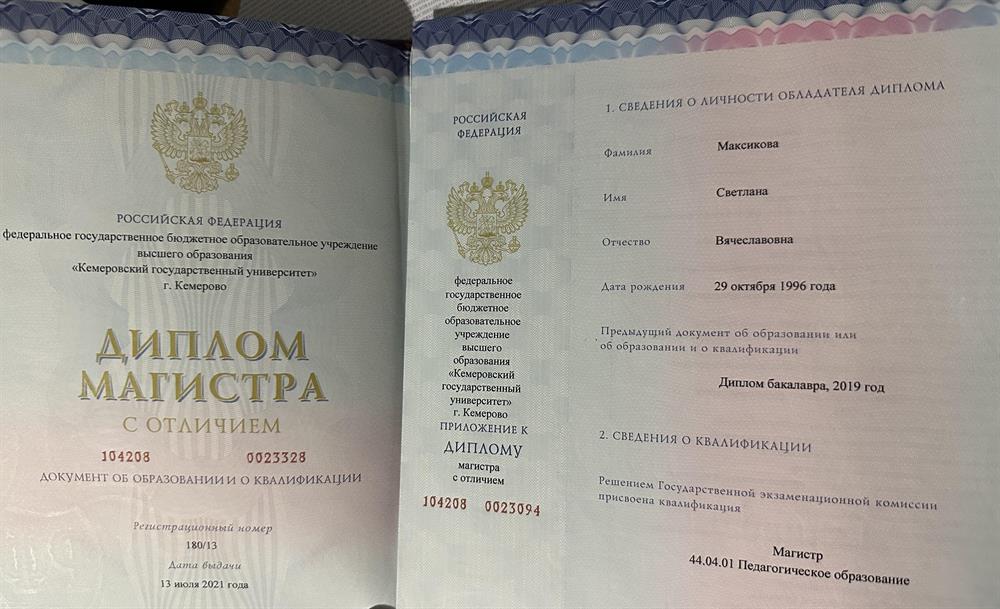 РОССИЙСКАЯ ФЕДЕРАЦИЯ
федеральное государственное бюджетное образовательное учреждение
высшего образования
«Кемеровский государственный университет»
г. Кемерово
ДИПЛОМ
МАГИСТРА
С ОТЛИЧИЕМ
104208 0023328
ДОКУМЕНТ ОБ ОБРАЗОВАНИИ И О КВАЛИФИКАЦИИ
Регистрационный номер
180/13
Дата выдачи
13 июля 2021 года
РОССИЙСКАЯ
ФЕДЕРАЦИЯ
федеральное
государственное
бюджетное
образовательное
учреждение
высшего
образования
«Кемеровский
государственный
университет»
г. Кемерово
ПРИЛОЖЕНИЕ К
ДИПЛОМУ
магистра
с отличием
104208 0023094
1. СВЕДЕНИЯ О ЛИЧНОСТИ ОБЛАДАТЕЛЯ ДИПЛОМА
Фамилия Максикова
Имя Светлана
Отчество Вячеславовна
Дата рождения 29 октября 1996 года
Предыдущий документ об образовании или
об образовании и о квалификации
Диплом бакалавра, 2019 год
2. СВЕДЕНИЯ О КВАЛИФИКАЦИИ
Решением Государственной экзаменационной комиссии
присвоена квалификация
Магистр
44.04.01 Педагогическое образование